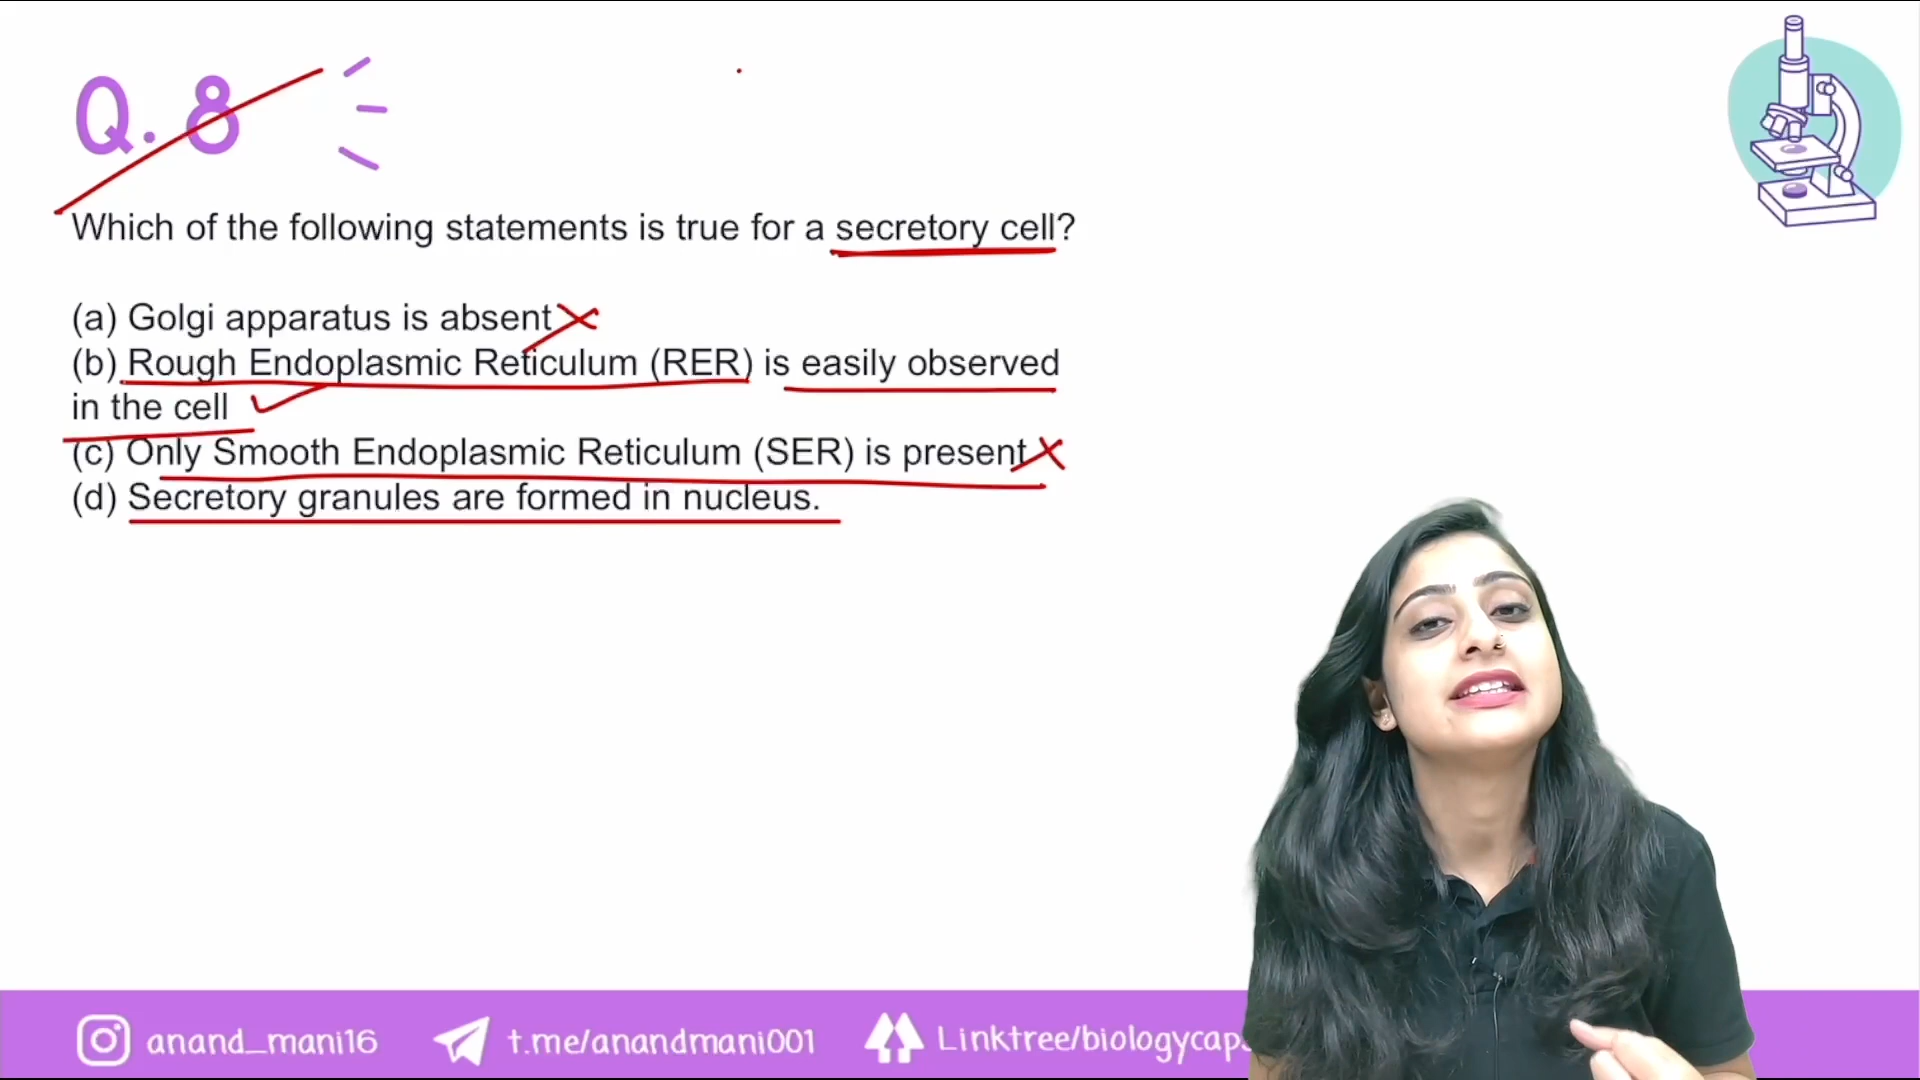 Q. 8
Which of the following statements is true for a secretory cell?
(a) Golgi apparatus is absent
(b) Rough Endoplasmic Reticulum (RER) is easily observed
in the cell
(c) Only Smooth Endoplasmic Reticulum (SER) is present
(d) Secretory granules are formed in nucleus.
anand_mani16 t.me/anandmani001 Linktree/biologycaps